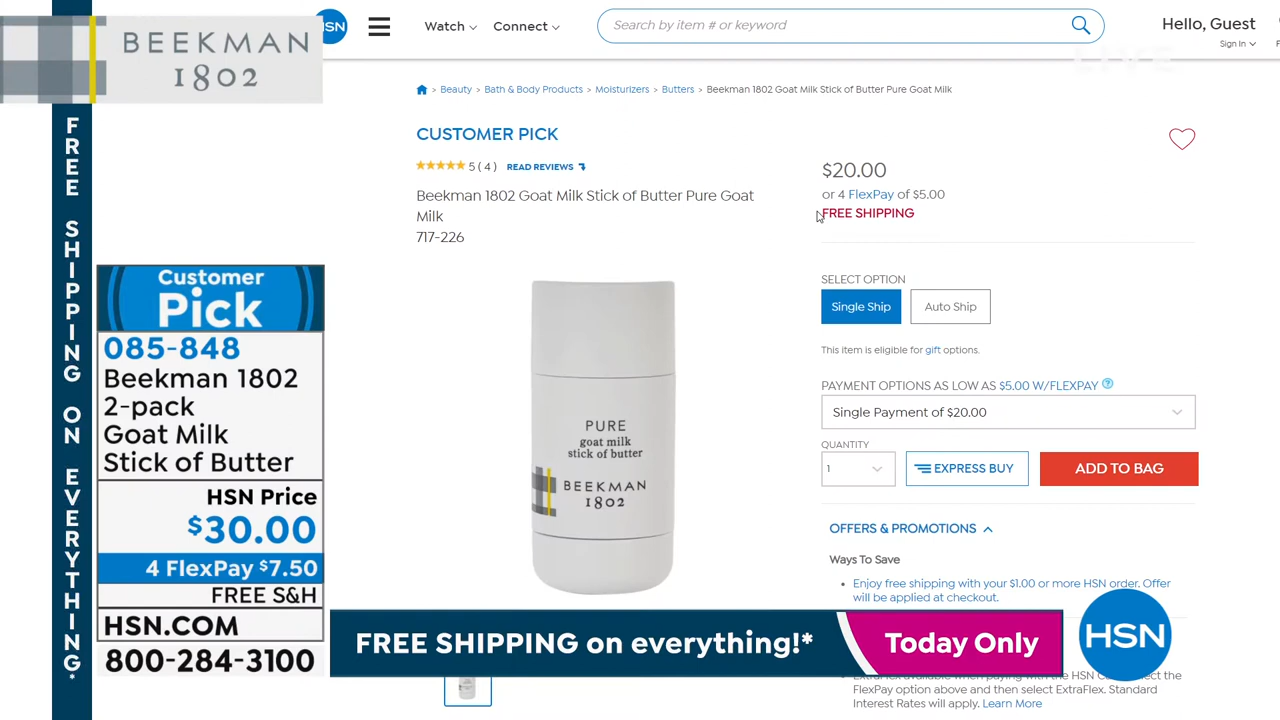 BEEKMAN
1802
FREE SHIPPING ON EVERYTHING*
HSN
Watch
Connect
Search by item # or keyword
Hello, Guest
Sign In
LIVE
Beauty > Bath & Body Products > Moisturizers > Butters > Beekman 1802 Goat Milk Stick of Butter Pure Goat Milk
CUSTOMER PICK
5 ( 4 ) READ REVIEWS
Beekman 1802 Goat Milk Stick of Butter Pure Goat
Milk
717-226
$20.00
or 4 FlexPay of $5.00
FREE SHIPPING
SELECT OPTION
Single Ship
Auto Ship
This item is eligible for gift options.
PAYMENT OPTIONS AS LOW AS $5.00 W/FLEXPAY ?
Single Payment of $20.00
QUANTITY
1
EXPRESS BUY
ADD TO BAG
OFFERS & PROMOTIONS
Ways To Save
• Enjoy free shipping with your $1.00 or more HSN order. Offer
will be applied at checkout.
FlexPay option above and then select ExtraFlex. Standard
Interest Rates will apply. Learn More
PURE
goat milk
stick of butter
BEEKMAN
1802
Customer
Pick
085-848
Beekman 1802
2-pack
Goat Milk
Stick of Butter
HSN Price
$30.00
4 FlexPay $7.50
FREE S&H
HSN.COM
800-284-3100
FREE SHIPPING on everything!*
Today Only
HSN